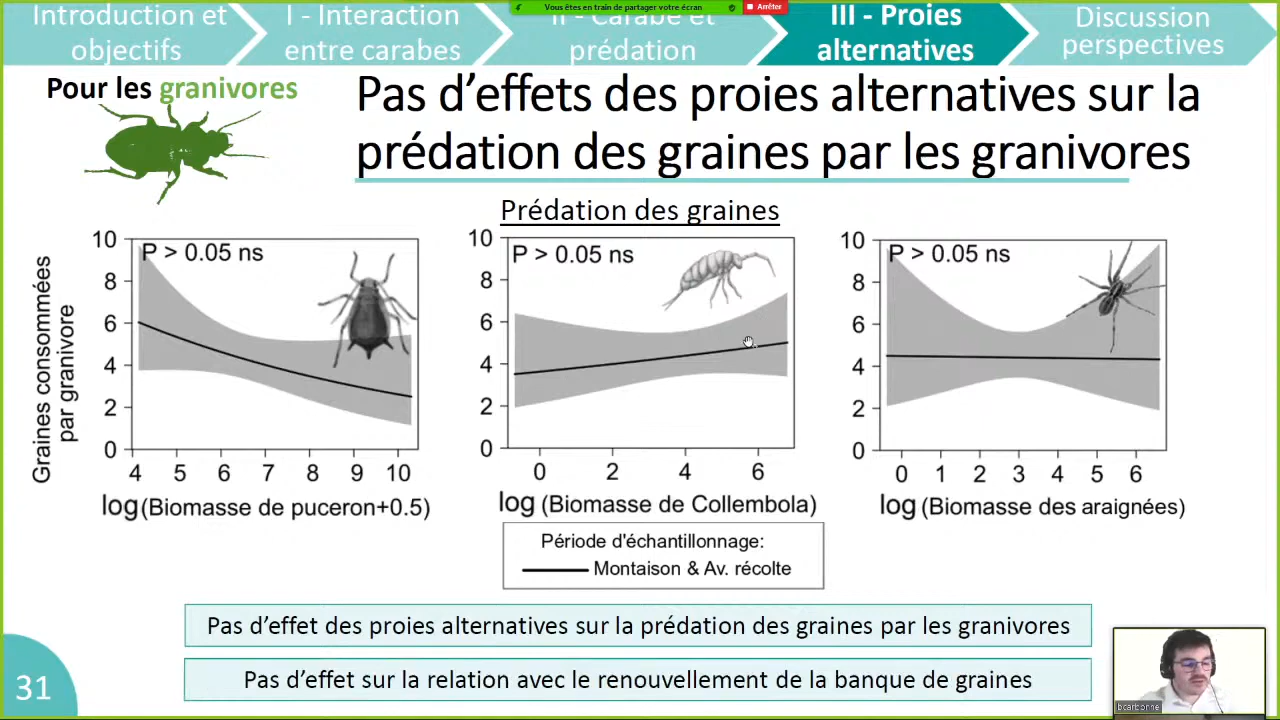 Vous êtes en train de partager votre écran
Arrêter
Introduction et
objectifs
I - Interaction
entre carabes
II - Carabe et
prédation
III - Proies
alternatives
Discussion
perspectives
Pour les granivores
Pas d’effets des proies alternatives sur la
prédation des graines par les granivores
Prédation des graines
Graines consommées
par granivore
10
8
6
4
2
0
P > 0.05 ns
4 5 6 7 8 9 10
log(Biomasse de puceron+0.5)
10
8
6
4
2
0
P > 0.05 ns
0 2 4 6
log (Biomasse de Collembola)
10
8
6
4
2
0
P > 0.05 ns
0 1 2 3 4 5 6
log (Biomasse des araignées)
Période d'échantillonnage:
Montaison & Av. récolte
Pas d’effet des proies alternatives sur la prédation des graines par les granivores
Pas d’effet sur la relation avec le renouvellement de la banque de graines
31
bcarbonne